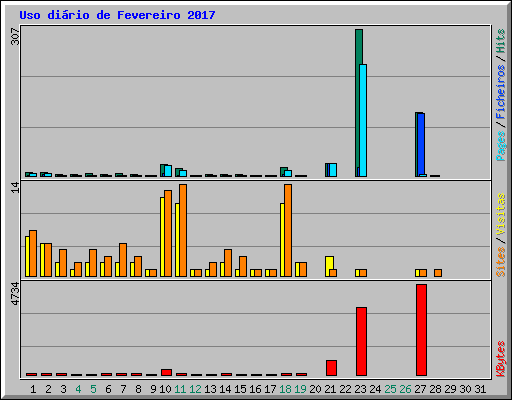 Uso diário de Fevereiro 2017
307
Pages / Ficheiros / Hits
14
Sites / Visitas
4734
KBytes
1 2 3 4 5 6 7 8 9 10 11 12 13 14 15 16 17 18 19 20 21 22 23 24 25 26 27 28 29 30 31